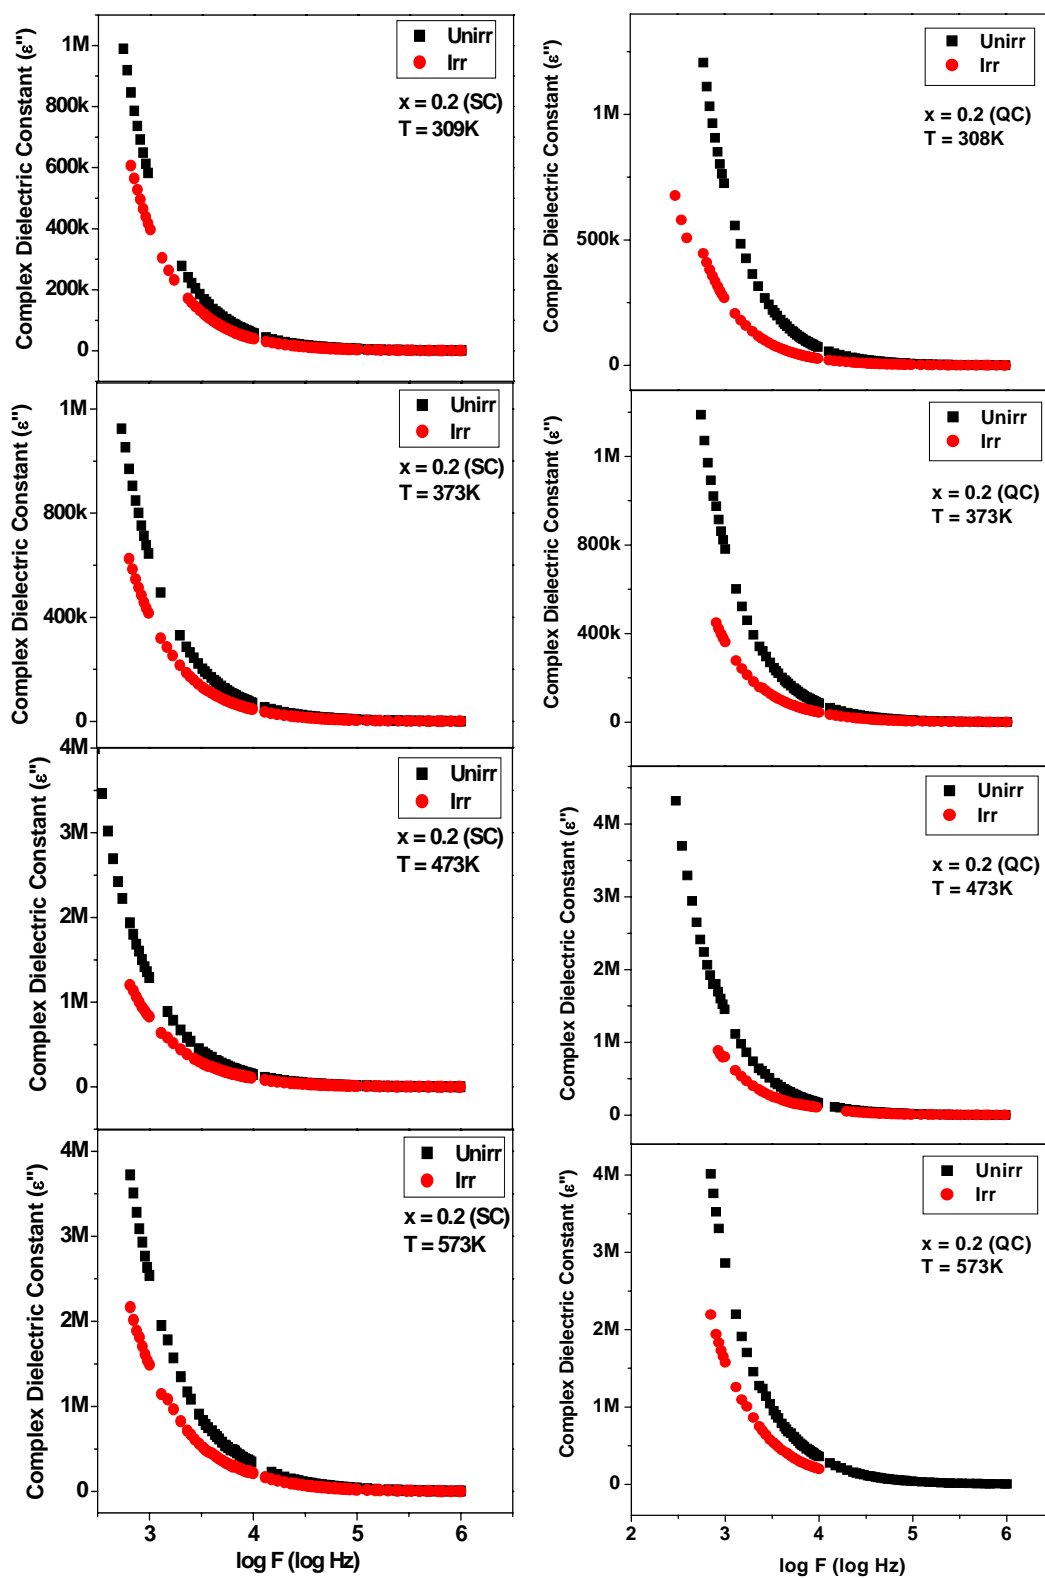 Complex Dielectric Constant (ε")
1M
800k
600k
400k
200k
0
Unirr
Irr
x = 0.2 (SC)
T = 309K
Complex Dielectric Constant (ε")
1M
500k
0
Unirr
Irr
x = 0.2 (QC)
T = 308K
Complex Dielectric Constant (ε")
1M
800k
400k
0
Unirr
Irr
x = 0.2 (SC)
T = 373K
Complex Dielectric Constant (ε")
1M
800k
400k
0
Unirr
Irr
x = 0.2 (QC)
T = 373K
Complex Dielectric Constant (ε")
4M
3M
2M
1M
0
Unirr
Irr
x = 0.2 (SC)
T = 473K
Complex Dielectric Constant (ε")
4M
3M
2M
1M
0
Unirr
Irr
x = 0.2 (QC)
T = 473K
Complex Dielectric Constant (ε")
4M
3M
2M
1M
0
Unirr
Irr
x = 0.2 (SC)
T = 573K
3 4 5 6
log F (log Hz)
Complex Dielectric Constant (ε")
4M
3M
2M
1M
0
Unirr
Irr
x = 0.2 (QC)
T = 573K
2 3 4 5 6
log F (log Hz)